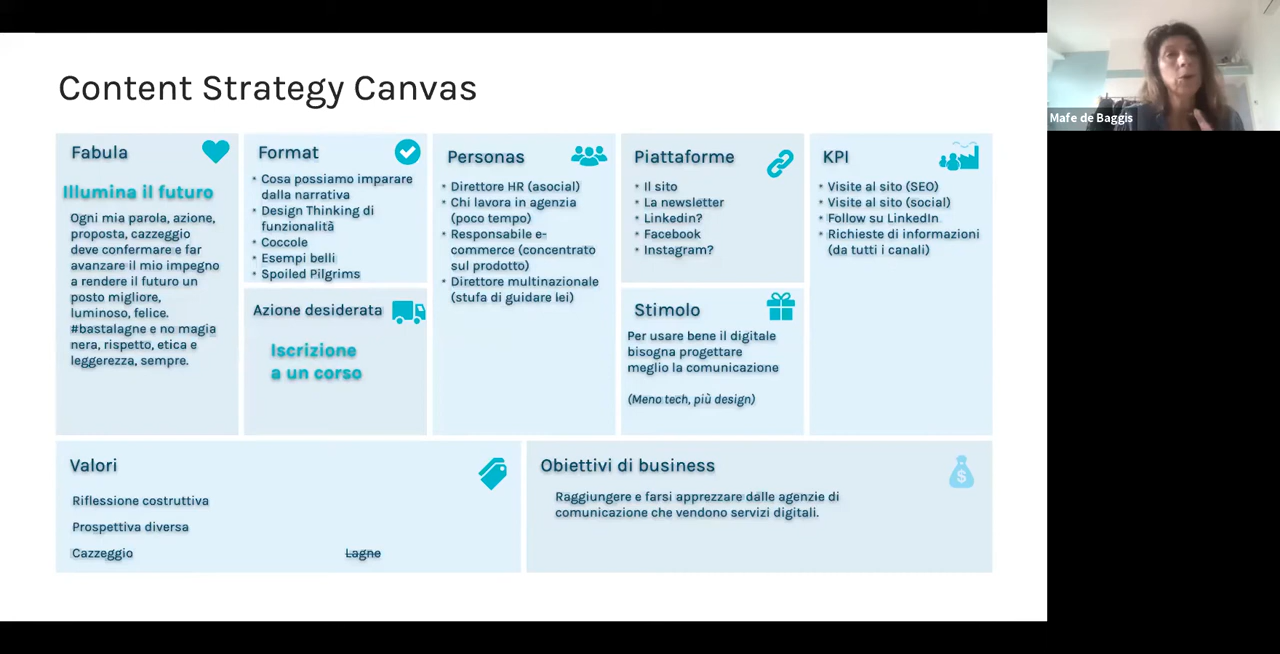 Content Strategy Canvas
Mafe de Baggis
Fabula
Illumina il futuro
Ogni mia parola, azione,
proposta, cazzeggio
deve confermare e far
avanzare il mio impegno
a rendere il futuro un
posto migliore,
luminoso, felice.
#bastalagne e no magia
nera, rispetto, etica e
leggerezza, sempre.
Format
• Cosa possiamo imparare
dalla narrativa
• Design Thinking di
funzionalità
• Coccole
• Esempi belli
• Spoiled Pilgrims
Azione desiderata
Iscrizione
a un corso
Personas
• Direttore HR (asocial)
• Chi lavora in agenzia
(poco tempo)
• Responsabile e-
commerce (concentrato
sul prodotto)
• Direttore multinazionale
(stufa di guidare lei)
Piattaforme
• Il sito
• La newsletter
• Linkedin?
• Facebook
• Instagram?
Stimolo
Per usare bene il digitale
bisogna progettare
meglio la comunicazione
(Meno tech, più design)
KPI
• Visite al sito (SEO)
• Visite al sito (social)
• Follow su LinkedIn
• Richieste di informazioni
(da tutti i canali)
Valori
Riflessione costruttiva
Prospettiva diversa
Cazzeggio
Lagne
Obiettivi di business
$
Raggiungere e farsi apprezzare dalle agenzie di
comunicazione che vendono servizi digitali.